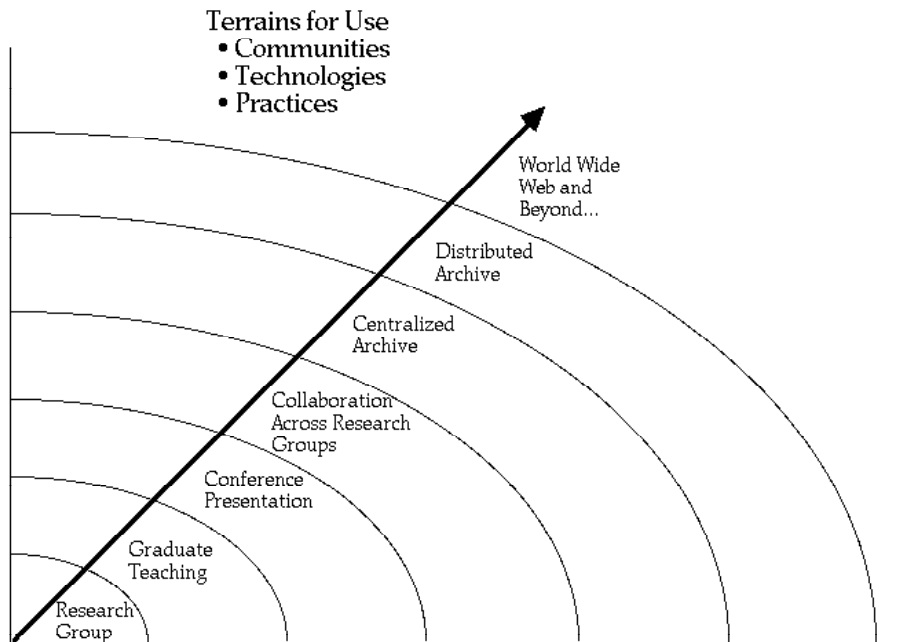 Terrains for Use
• Communities
• Technologies
• Practices
World Wide
Web and
Beyond...
Distributed
Archive
Centralized
Archive
Collaboration
Across Research
Groups
Conference
Presentation
Graduate
Teaching
Research
Group